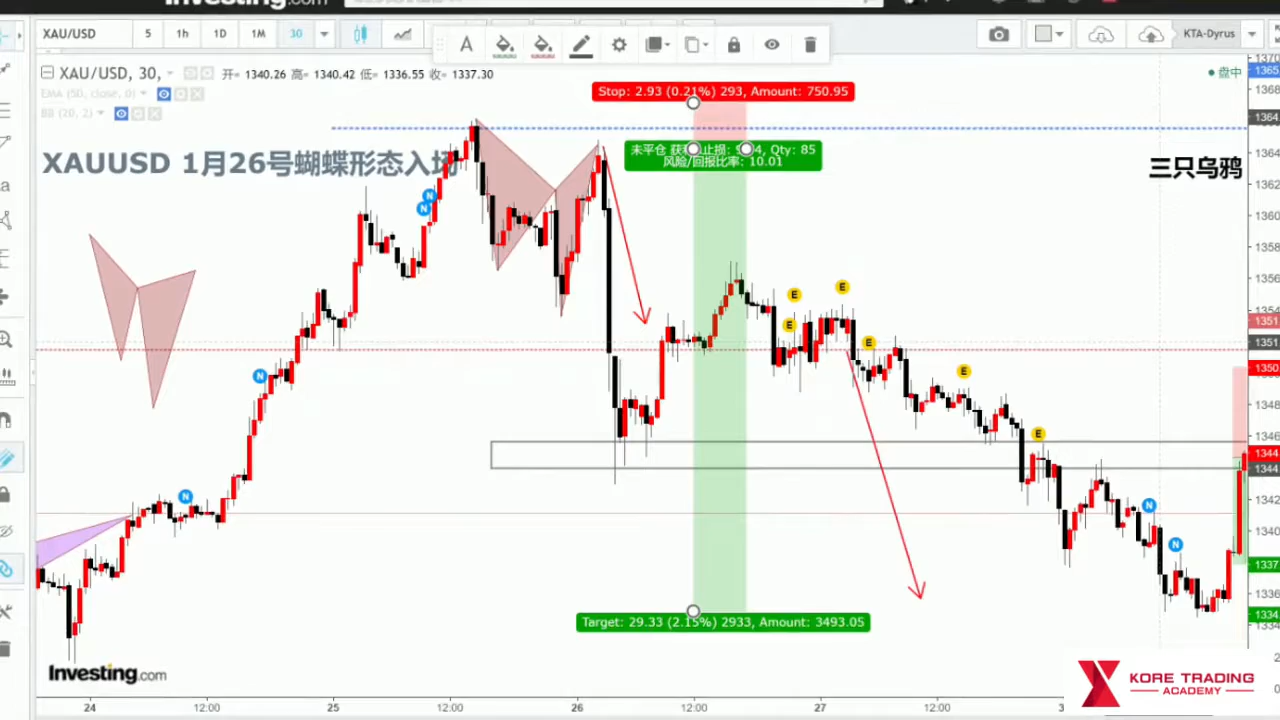 Investing.com
XAU/USD 5 1h 1D 1M 30 KTA-Dyrus
XAU/USD, 30, 开= 1340.26 高= 1340.42 低= 1336.55 收= 1337.30
盘中
EMA (50, close, 0)
BB (20, 2)
Stop: 2.93 (0.21%) 293, Amount: 750.95
Qty: 85
风险/回报比率: 10.01
XAUUSD 1月26号蝴蝶形态入场
三只乌鸦
N
N
N
N
N
N
E
E
E
E
E
E
1370
1365
1368
1364
1362
1360
1358
1356
1354
1351
1351
1350
1348
1346
1344
1344
1342
1340
1337
1336
1334
1334
Target: 29.33 (2.15%) 2933, Amount: 3493.05
Investing.com
KORE TRADING
ACADEMY
24 12:00 25 12:00 26 12:00 27 12:00